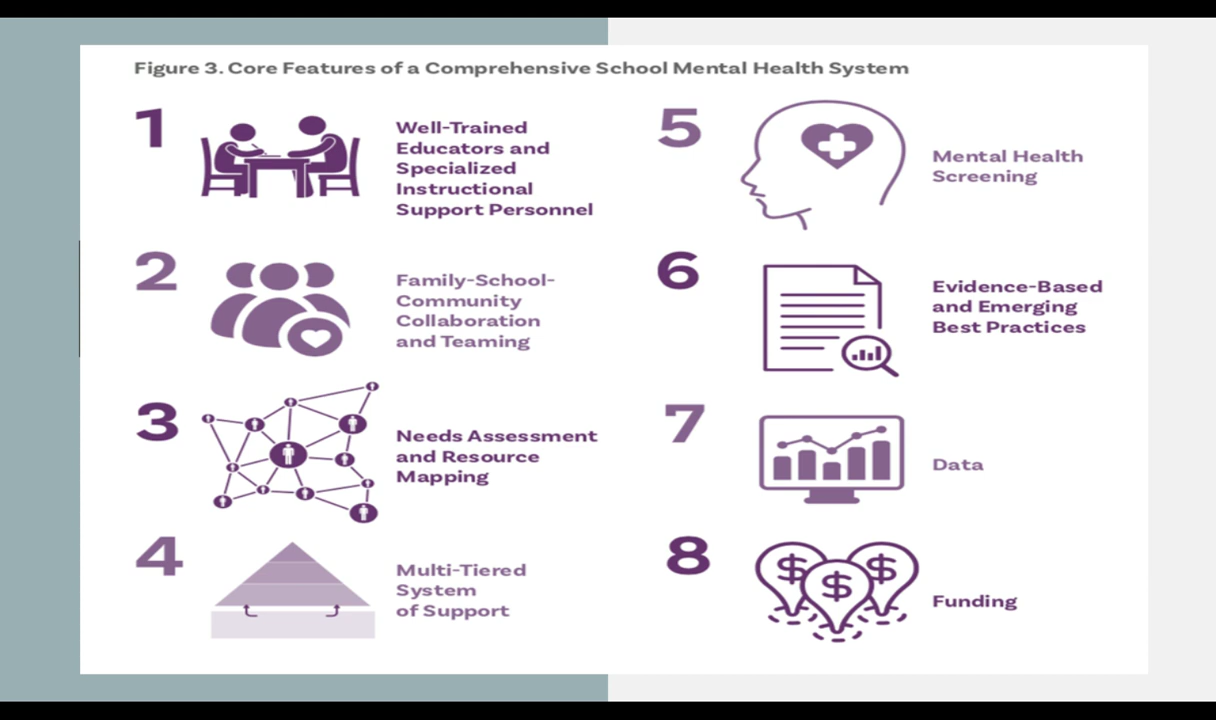 Figure 3. Core Features of a Comprehensive School Mental Health System
1
Well-Trained
Educators and
Specialized
Instructional
Support Personnel
2
Family-School-
Community
Collaboration
and Teaming
3
Needs Assessment
and Resource
Mapping
4
Multi-Tiered
System
of Support
5
Mental Health
Screening
6
Evidence-Based
and Emerging
Best Practices
7
Data
8
$ $ $
Funding